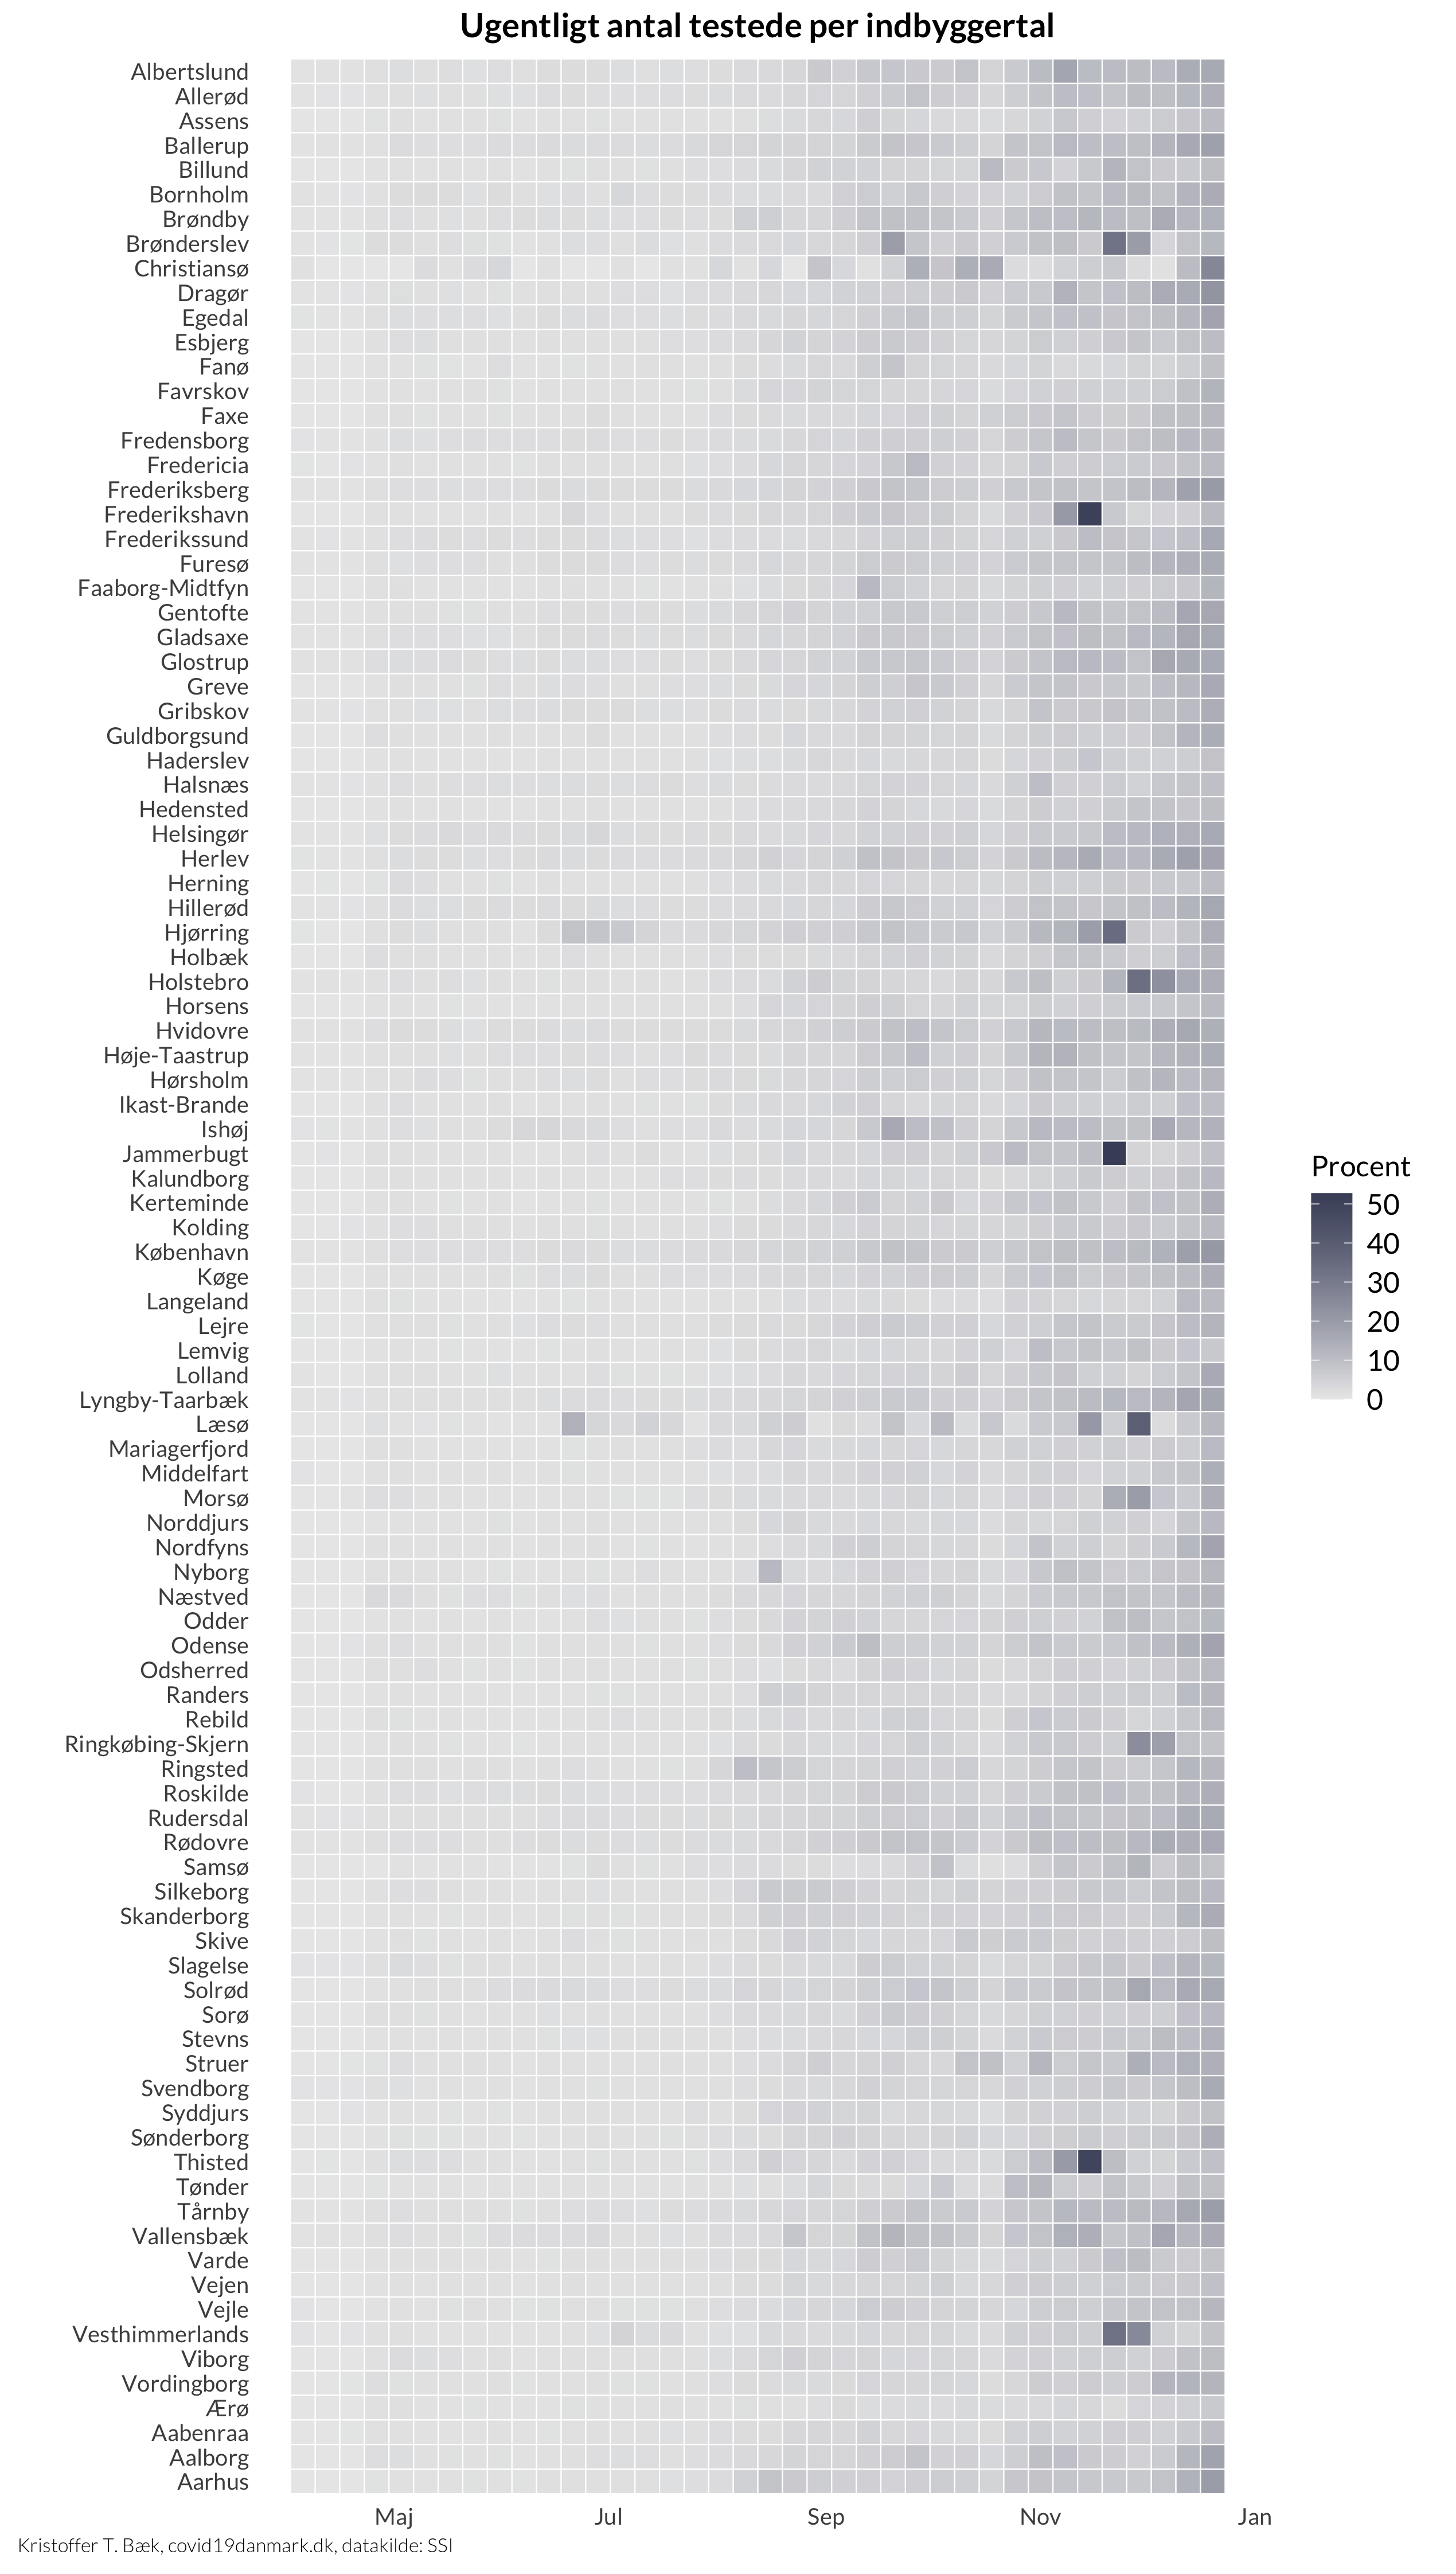 Ugentligt antal testede per indbyggertal
Albertslund
Allerød
Assens
Ballerup
Billund
Bornholm
Brøndby
Brønderslev
Christiansø
Dragør
Egedal
Esbjerg
Fanø
Favrskov
Faxe
Fredensborg
Fredericia
Frederiksberg
Frederikshavn
Frederikssund
Furesø
Faaborg-Midtfyn
Gentofte
Gladsaxe
Glostrup
Greve
Gribskov
Guldborgsund
Haderslev
Halsnæs
Hedensted
Helsingør
Herlev
Herning
Hillerød
Hjørring
Holbæk
Holstebro
Horsens
Hvidovre
Høje-Taastrup
Hørsholm
Ikast-Brande
Ishøj
Jammerbugt
Kalundborg
Kerteminde
Kolding
København
Køge
Langeland
Lejre
Lemvig
Lolland
Lyngby-Taarbæk
Læsø
Mariagerfjord
Middelfart
Morsø
Norddjurs
Nordfyns
Nyborg
Næstved
Odder
Odense
Odsherred
Randers
Rebild
Ringkøbing-Skjern
Ringsted
Roskilde
Rudersdal
Rødovre
Samsø
Silkeborg
Skanderborg
Skive
Slagelse
Solrød
Sorø
Stevns
Struer
Svendborg
Syddjurs
Sønderborg
Thisted
Tønder
Tårnby
Vallensbæk
Varde
Vejen
Vejle
Vesthimmerlands
Viborg
Vordingborg
Ærø
Aabenraa
Aalborg
Aarhus
Maj Jul Sep Nov Jan
Procent
50
40
30
20
10
0
Kristoffer T. Bæk, covid19danmark.dk, datakilde: SSI